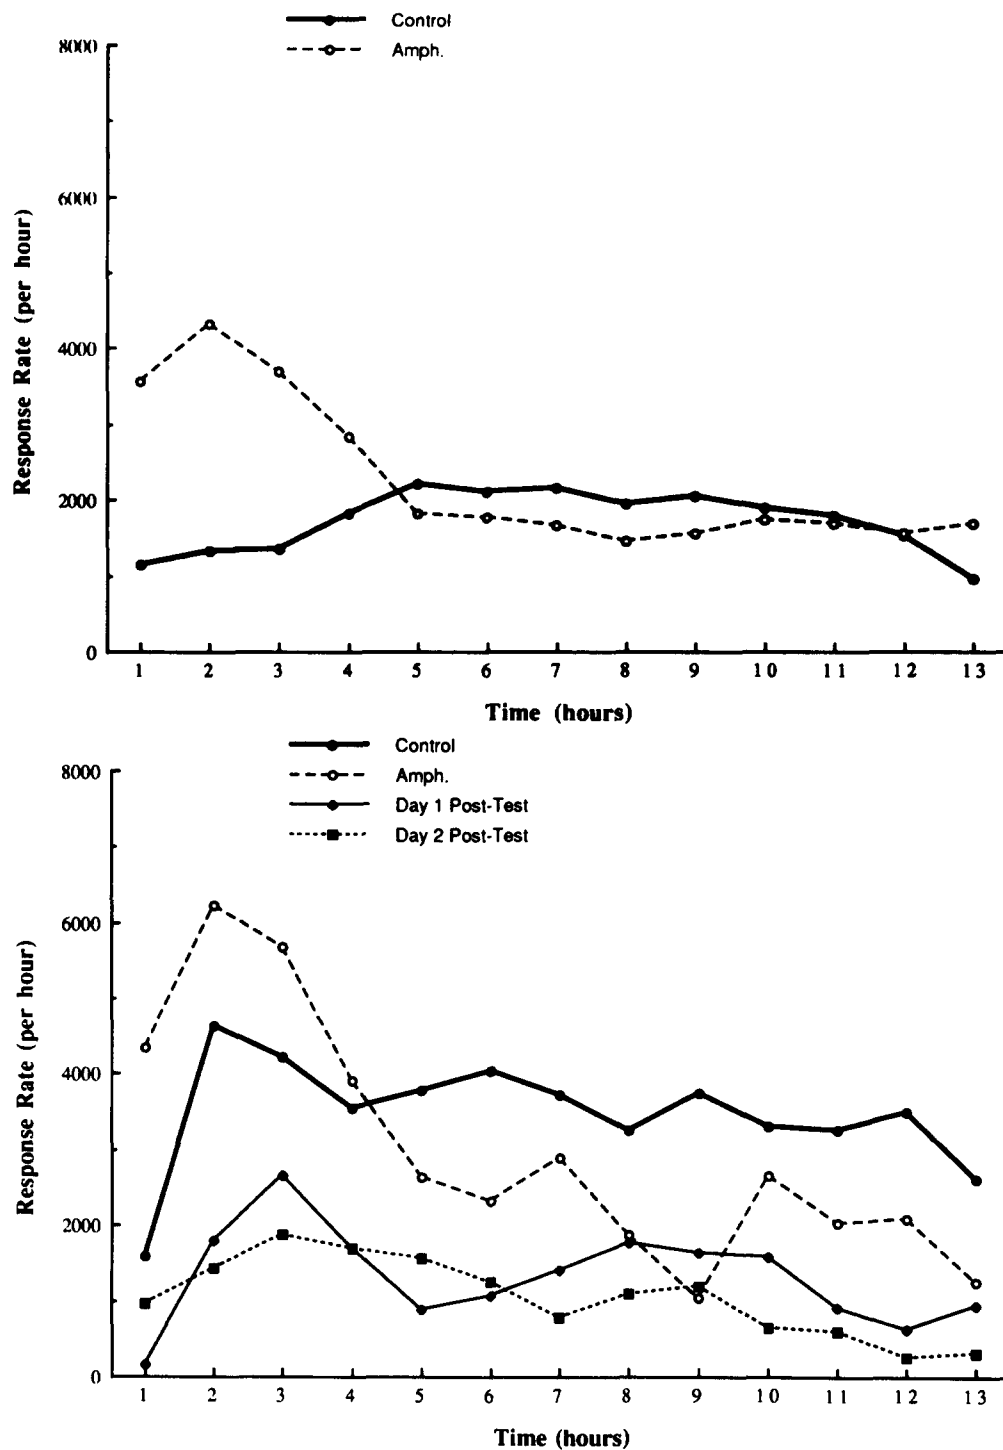 Control
Amph.
8000
6000
4000
2000
0
Response Rate (per hour)
1 2 3 4 5 6 7 8 9 10 11 12 13
Time (hours)
Control
Amph.
Day 1 Post-Test
Day 2 Post-Test
8000
6000
4000
2000
0
Response Rate (per hour)
1 2 3 4 5 6 7 8 9 10 11 12 13
Time (hours)